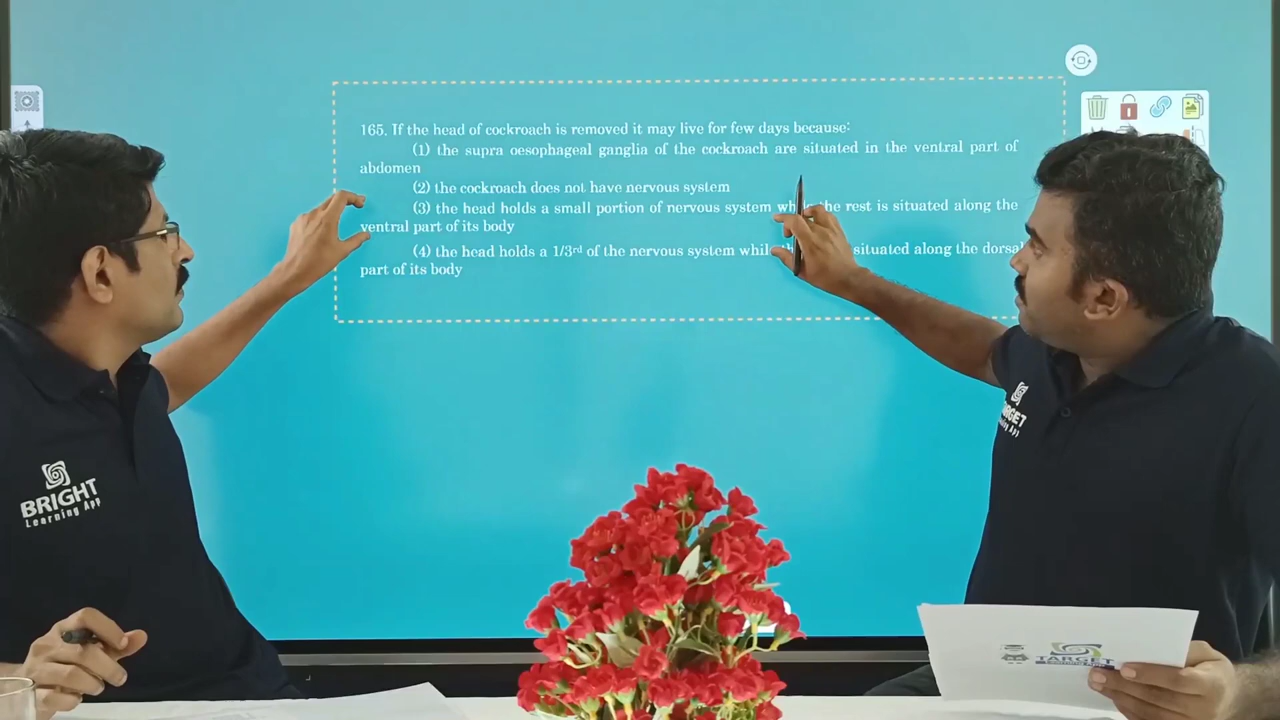 165. If the head of cockroach is removed it may live for few days because:
(1) the supra oesophageal ganglia of the cockroach are situated in the ventral part of
abdomen
(2) the cockroach does not have nervous system
(3) the head holds a small portion of nervous system the rest is situated along the
ventral part of its body
(4) the head holds a 1/3rd of the nervous system situated along the dorsal
part of its body
BRIGHT
Learning App
TARGET